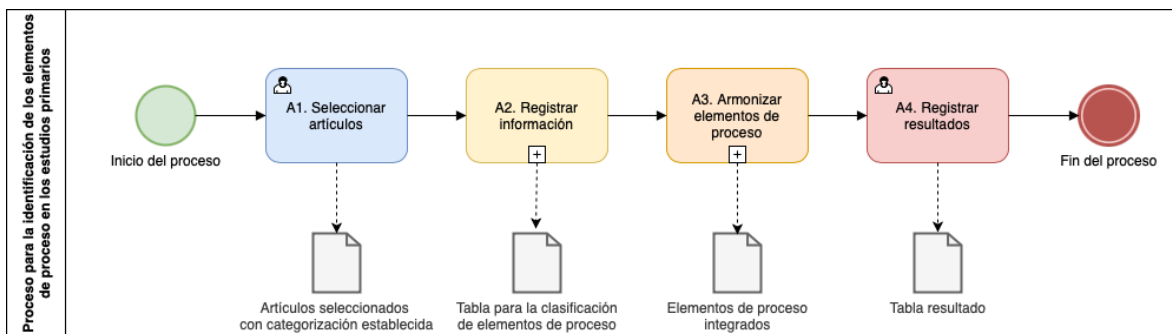 Proceso para la identificación de los elementos
de proceso en los estudios primarios
Inicio del proceso
A1. Seleccionar
artículos
A2. Registrar
información
A3. Armonizar
elementos de
proceso
A4. Registrar
resultados
Fin del proceso
Artículos seleccionados
con categorización establecida
Tabla para la clasificación
de elementos de proceso
Elementos de proceso
integrados
Tabla resultado